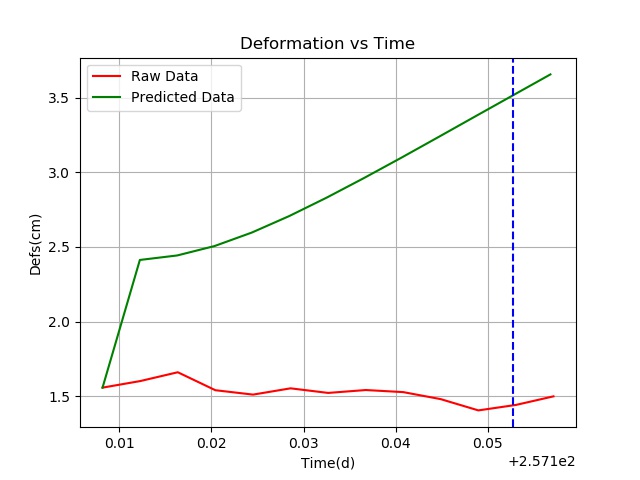 Deformation vs Time
Raw Data
Predicted Data
3.5
3.0
2.5
2.0
1.5
Defs(cm)
0.01 0.02 0.03 0.04 0.05
+2.571e2
Time(d)